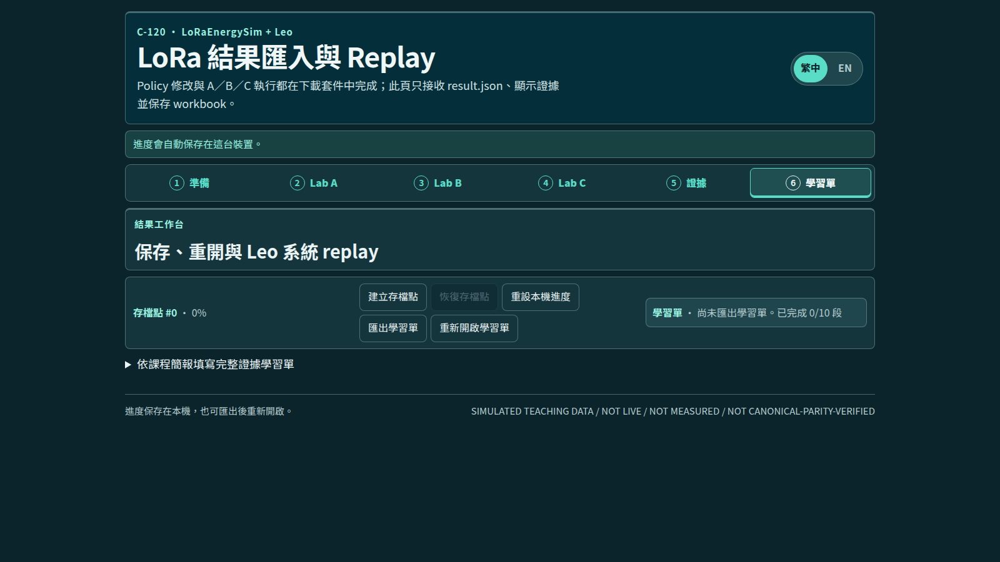 C-120 • LoRaEnergySim + Leo
LoRa 結果匯入與 Replay
Policy 修改與 A／B／C 執行都在下載套件中完成；此頁只接收 result.json、顯示證據
並保存 workbook。
繁中 EN
進度會自動保存在這台裝置。
1 準備 2 Lab A 3 Lab B 4 Lab C 5 證據 6 學習單
結果工作台
保存、重開與 Leo 系統 replay
存檔點 #0 • 0%
建立存檔點 恢復存檔點 重設本機進度
匯出學習單 重新開啟學習單
學習單 • 尚未匯出學習單。已完成 0/10 段
▶ 依課程簡報填寫完整證據學習單
進度保存在本機，也可匯出後重新開啟。
SIMULATED TEACHING DATA / NOT LIVE / NOT MEASURED / NOT CANONICAL-PARITY-VERIFIED